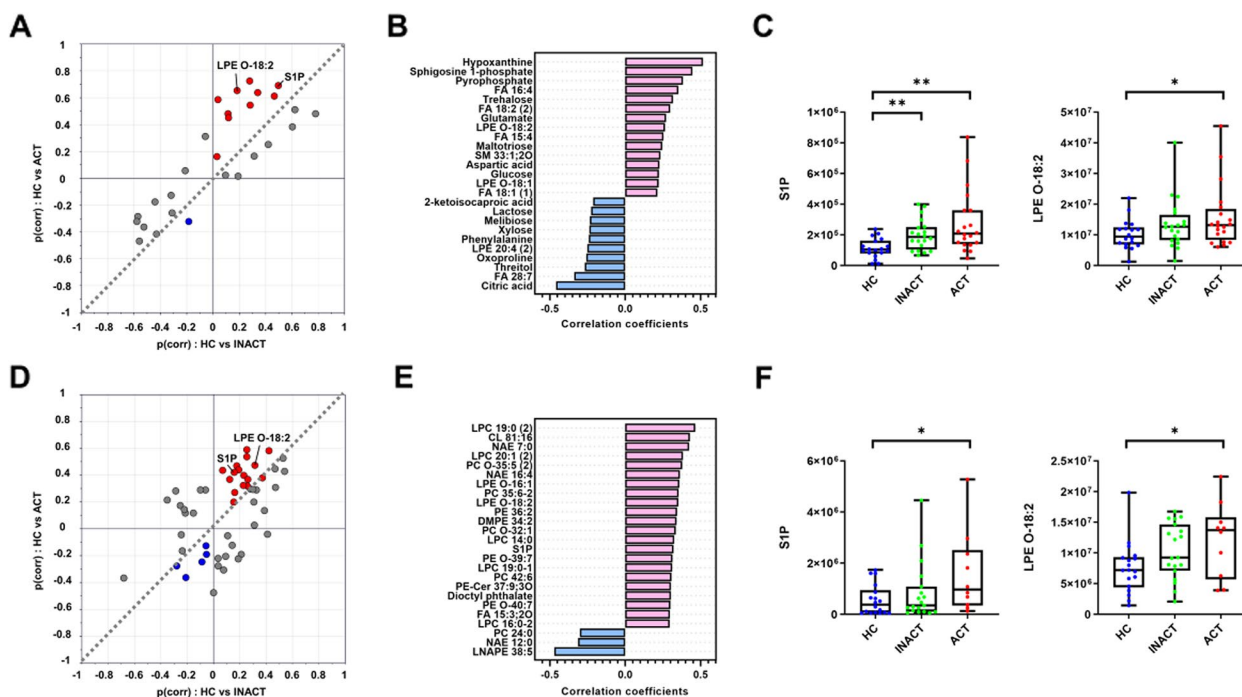 A
1
0.8
0.6
0.4
0.2
0
-0.2
-0.4
-0.6
-0.8
-1
p(corr) : HC vs ACT
LPE O-18:2
S1P
-1 -0.8 -0.6 -0.4 -0.2 0 0.2 0.4 0.6 0.8 1
p(corr) : HC vs INACT
B
Hypoxanthine
Sphigosine 1-phosphate
Pyrophosphate
FA 16:4
Trehalose
FA 18:2 (2)
Glutamate
LPE O-18:2
FA 15:4
Maltotriose
SM 33:1;2O
Aspartic acid
Glucose
LPE O-18:1
FA 18:1 (1)
2-ketoisocaproic acid
Lactose
Melibiose
Xylose
Phenylalanine
LPE 20:4 (2)
Oxoproline
Threitol
FA 28:7
Citric acid
-0.5 0.0 0.5
Correlation coefficients
C
S1P
1×10⁶
8×10⁵
6×10⁵
4×10⁵
2×10⁵
0
**
**
HC INACT ACT
LPE O-18:2
5×10⁷
4×10⁷
3×10⁷
2×10⁷
1×10⁷
0
*
HC INACT ACT
D
1
0.8
0.6
0.4
0.2
0
-0.2
-0.4
-0.6
-0.8
-1
p(corr) : HC vs ACT
LPE O-18:2
S1P
-1 -0.8 -0.6 -0.4 -0.2 0 0.2 0.4 0.6 0.8 1
p(corr) : HC vs INACT
E
LPC 19:0 (2)
CL 81:16
NAE 7:0
LPC 20:1 (2)
PC O-35:5 (2)
NAE 16:4
LPE O-16:1
PC 35:6-2
LPE O-18:2
PE 36:2
DMPE 34:2
PC O-32:1
LPC 14:0
S1P
PE O-39:7
LPC 19:0-1
PC 42:6
PE-Cer 37:9;3O
Dioctyl phthalate
PE O-40:7
FA 15:3;2O
LPC 16:0-2
PC 24:0
NAE 12:0
LNAPE 38:5
-0.5 0.0 0.5
Correlation coefficients
F
S1P
6×10⁶
4×10⁶
2×10⁶
0
*
HC INACT ACT
LPE O-18:2
2.5×10⁷
2×10⁷
1.5×10⁷
1×10⁷
5×10⁶
0
*
HC INACT ACT